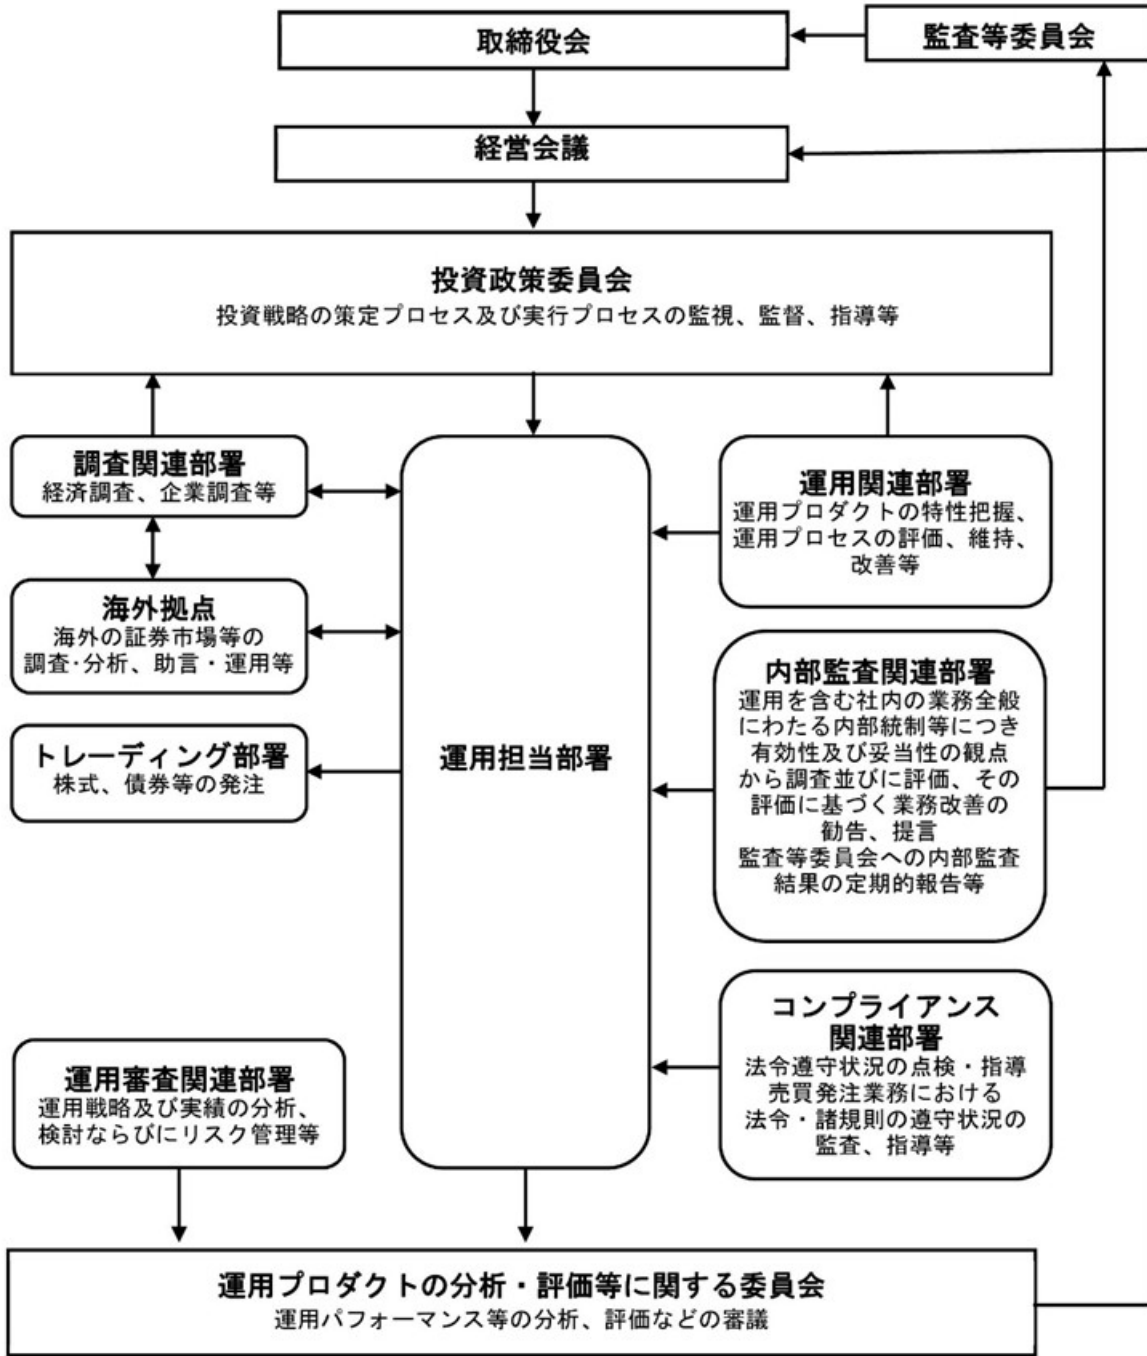 取締役会
監査等委員会
経営会議
投資政策委員会
投資戦略の策定プロセス及び実行プロセスの監視、監督、指導等
調査関連部署
経済調査、企業調査等
海外拠点
海外の証券市場等の
調査・分析、助言・運用等
トレーディング部署
株式、債券等の発注
運用担当部署
運用関連部署
運用プロダクトの特性把握、
運用プロセスの評価、維持、
改善等
内部監査関連部署
運用を含む社内の業務全般
にわたる内部統制等につき
有効性及び妥当性の観点
から調査並びに評価、その
評価に基づく業務改善の
勧告、提言
監査等委員会への内部監査
結果の定期的報告等
コンプライアンス
関連部署
法令遵守状況の点検・指導
売買発注業務における
法令・諸規則の遵守状況の
監査、指導等
運用審査関連部署
運用戦略及び実績の分析、
検討ならびにリスク管理等
運用プロダクトの分析・評価等に関する委員会
運用パフォーマンス等の分析、評価などの審議